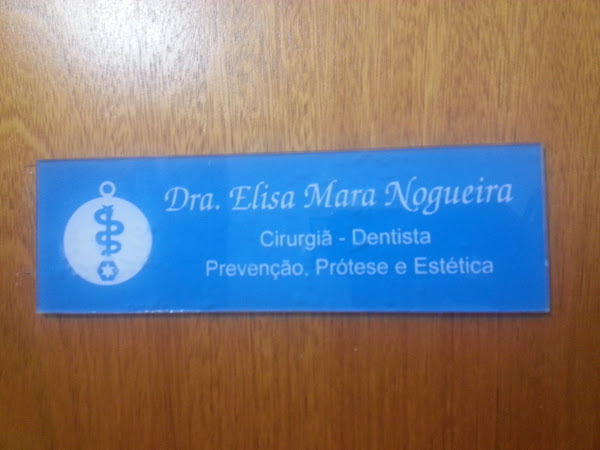 Dra. Elisa Mara Nogueira
Cirurgiã - Dentista
Prevenção, Prótese e Estética